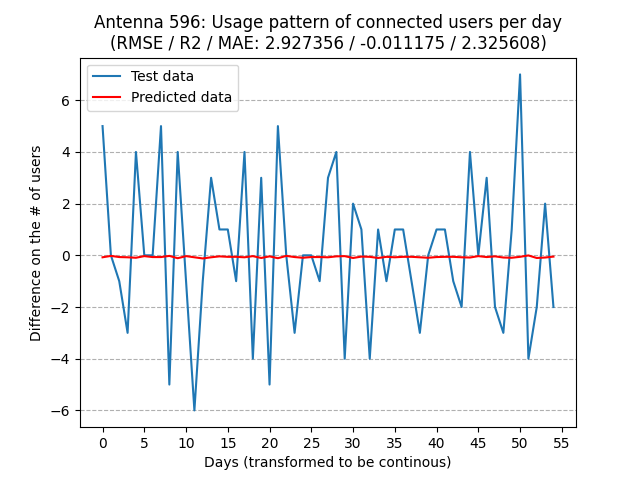 Antenna 596: Usage pattern of connected users per day
(RMSE / R2 / MAE: 2.927356 / -0.011175 / 2.325608)
Test data
Predicted data
Difference on the # of users
6
4
2
0
−2
−4
−6
0 5 10 15 20 25 30 35 40 45 50 55
Days (transformed to be continous)